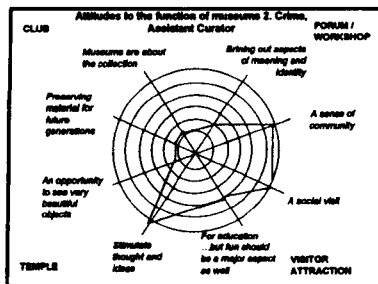 Attitudes to the function of museums 2. Crime,
Assistant Curator
CLUB
FORUM /
WORKSHOP
Museums are about
the collection
Brining out aspects
of meaning and
identity
Preserving
material for
future
generations
A sense of
community
An opportunity
to see very
beautiful
objects
A social visit
Stimulate
thought and
ideas
For education
...but fun should
be a major aspect
as well
TEMPLE
VISITOR
ATTRACTION